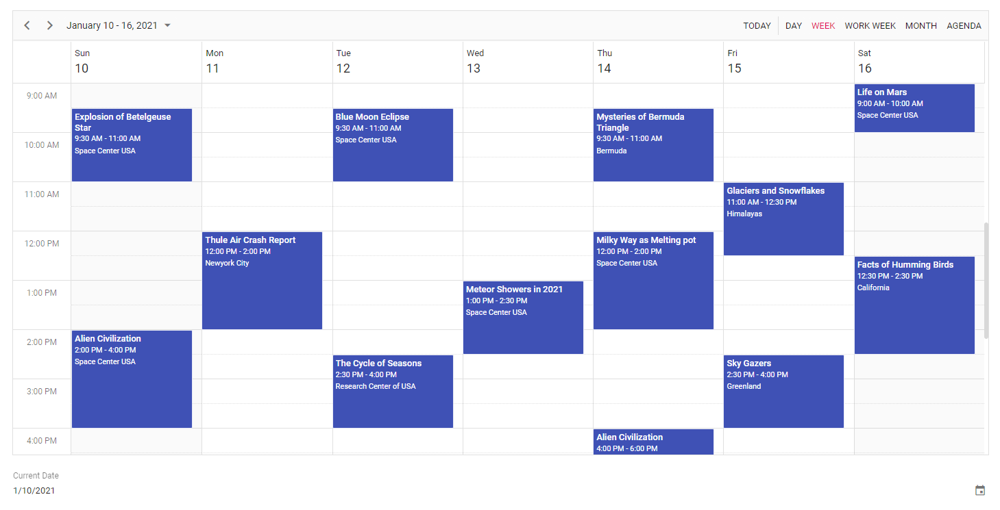 January 10 - 16, 2021
TODAY DAY WEEK WORK WEEK MONTH AGENDA
Sun Mon Tue Wed Thu Fri Sat
10 11 12 13 14 15 16
9:00 AM
10:00 AM
11:00 AM
12:00 PM
1:00 PM
2:00 PM
3:00 PM
4:00 PM
Explosion of Betelgeuse
Star
9:30 AM - 11:00 AM
Space Center USA
Alien Civilization
2:00 PM - 4:00 PM
Space Center USA
Thule Air Crash Report
12:00 PM - 2:00 PM
Newyork City
Blue Moon Eclipse
9:30 AM - 11:00 AM
Space Center USA
The Cycle of Seasons
2:30 PM - 4:00 PM
Research Center of USA
Meteor Showers in 2021
1:00 PM - 2:30 PM
Space Center USA
Mysteries of Bermuda
Triangle
9:30 AM - 11:00 AM
Bermuda
Milky Way as Melting pot
12:00 PM - 2:00 PM
Space Center USA
Alien Civilization
4:00 PM - 6:00 PM
Glaciers and Snowflakes
11:00 AM - 12:30 PM
Himalayas
Sky Gazers
2:30 PM - 4:00 PM
Greenland
Life on Mars
9:00 AM - 10:00 AM
Space Center USA
Facts of Humming Birds
12:30 PM - 2:30 PM
California
Current Date
1/10/2021